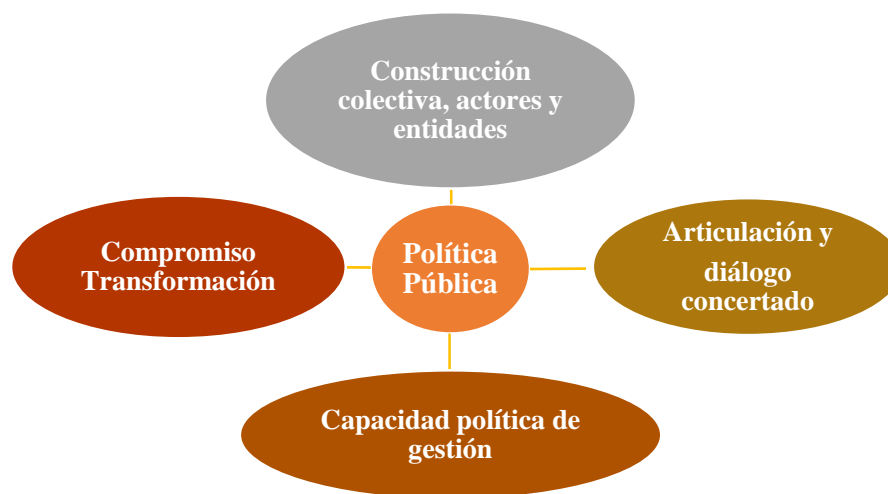 Construcción
colectiva, actores y
entidades
Compromiso
Transformación
Política
Pública
Articulación y
diálogo
concertado
Capacidad política de
gestión